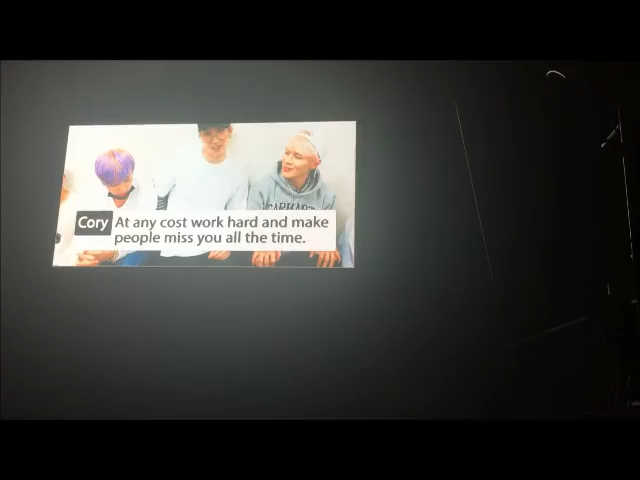 Cory At any cost work hard and make
people miss you all the time.